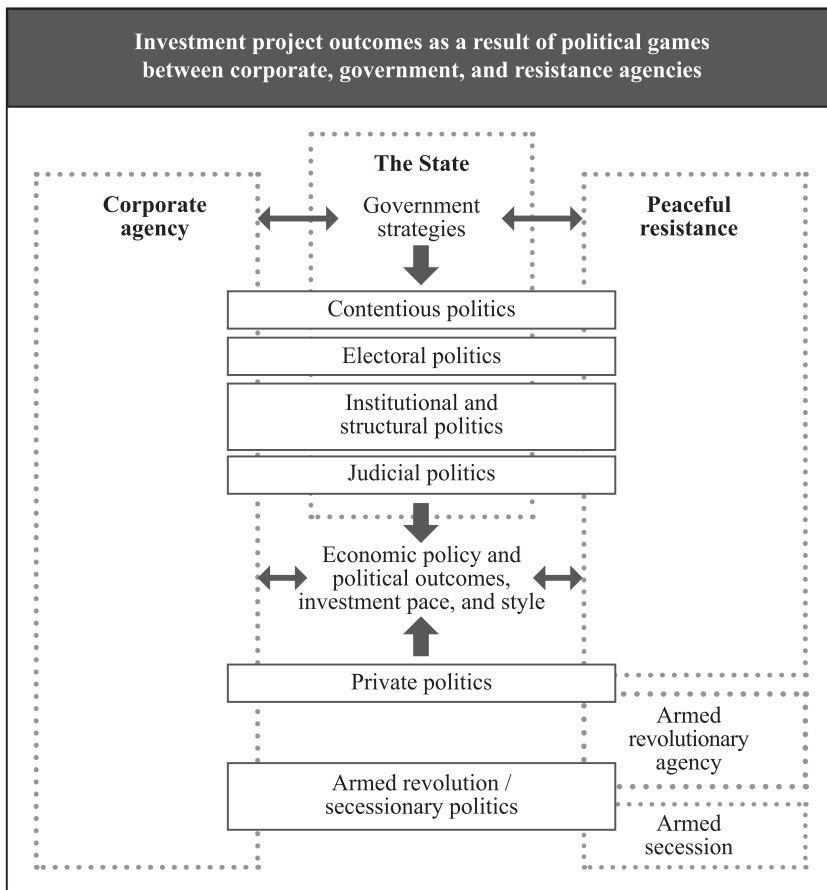 Investment project outcomes as a result of political games
between corporate, government, and resistance agencies
The State
Corporate
agency
Government
strategies
Peaceful
resistance
Contentious politics
Electoral politics
Institutional and
structural politics
Judicial politics
Economic policy and
political outcomes,
investment pace, and style
Private politics
Armed
revolutionary
agency
Armed revolution /
secessionary politics
Armed
secession